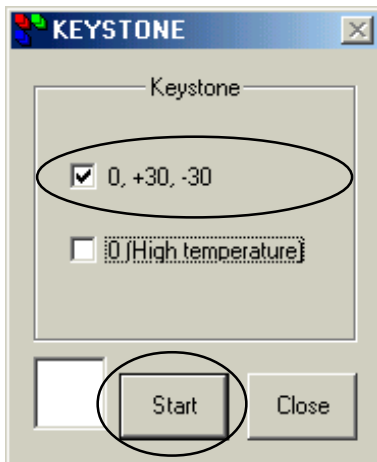 KEYSTONE
Keystone
0, +30, -30
0 (High temperature)
Start Close